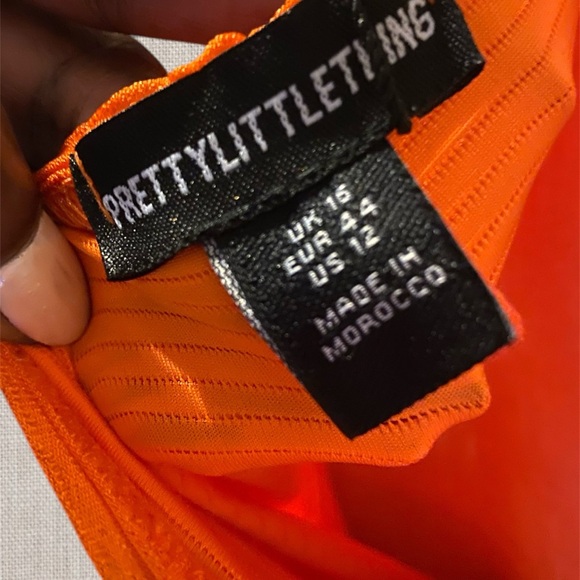 PRETTYLITTLETHING
UK 16
EUR 44
US 12
MADE IN
MOROCCO